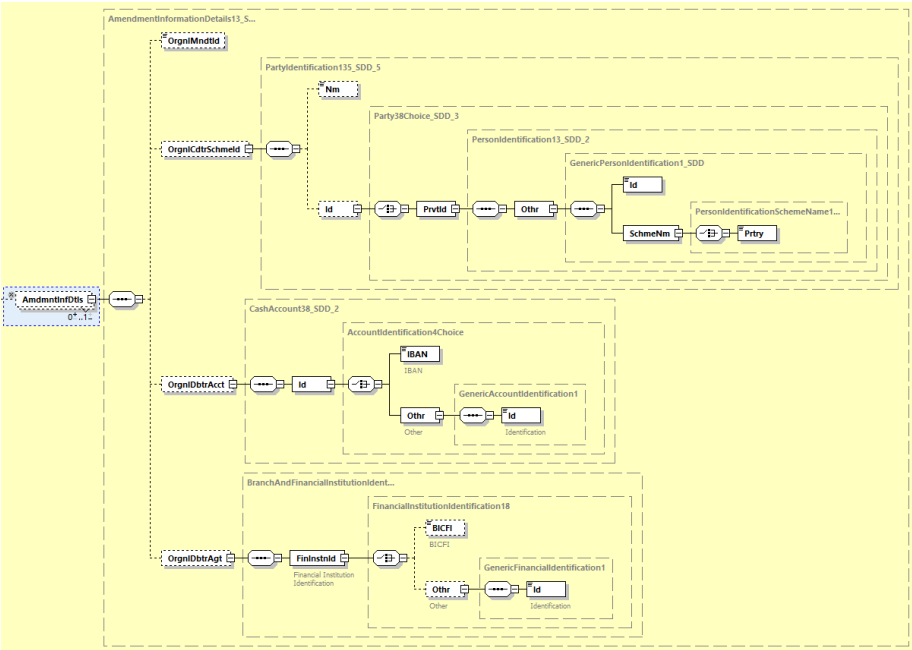 AmendmentInformationDetails13_S...
OrgnlMndtId
PartyIdentification135_SDD_5
Nm
Party38Choice_SDD_3
PersonIdentification13_SDD_2
OrgnlCdtrSchmeId
GenericPersonIdentification1_SDD
Id
Id
PrvtId
Othr
PersonIdentificationSchemeName1...
SchmeNm
Prtry
AmdmntInfDtls
0..1
CashAccount38_SDD_2
AccountIdentification4Choice
IBAN
IBAN
OrgnlDbtrAcct
Id
GenericAccountIdentification1
Othr
Id
Other
Identification
BranchAndFinancialInstitutionIdent...
FinancialInstitutionIdentification18
BICFI
BICFI
OrgnlDbtrAgt
FinInstnId
GenericFinancialIdentification1
Financial Institution
Identification
Othr
Id
Other
Identification